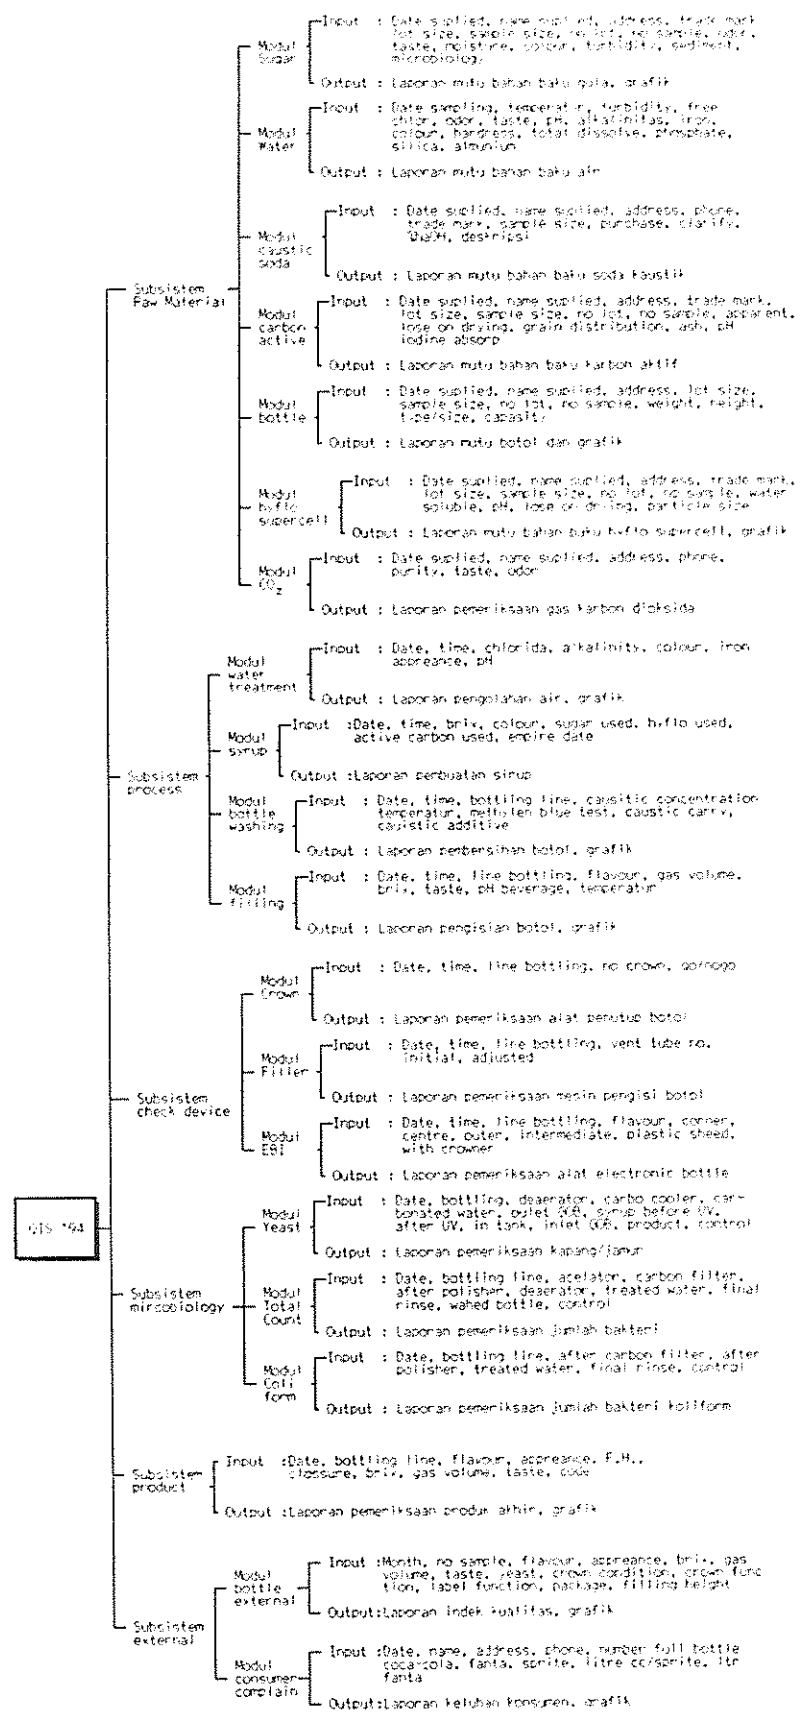 Input : Date suplied, name suplied, address, trade mark
lot size, sample size, no lot, no sample, odor,
taste, moisture, colour, turbidity, sediment,
microbiology
Modul
Sugar
Output : Laporan mutu bahan baku gula, grafik
Input : Date sampling, temperatur, turbidity, free
chlor, odor, taste, pH, alkalinitas, iron,
colour, hardness, total dissolve, phosphate,
silica, almunium
Modul
Water
Output : Laporan mutu bahan baku air
Input : Date suplied, name suplied, address, phone,
trade mark, sample size, purchase, clarify,
deskripsi
Modul
caustic
soda
Output : Laporan mutu bahan baku soda kaustik
Subsistem
Raw Material
Input : Date suplied, name suplied, address, trade mark,
lot size, sample size, no lot, no sample, apparent,
lose on drying, grain distribution, ash, pH
iodine absorp
Modul
carbon
active
Output : Laporan mutu bahan baku karbon aktif
Input : Date suplied, name suplied, address, lot size,
sample size, no lot, no sample, weight, height,
type/size, capasity
Modul
bottle
Output : Laporan mutu botol dan grafik
Input : Date suplied, name suplied, address, trade mark,
lot size, sample size, no lot, no sample, water
soluble, pH, lose on drying, particle size
Modul
hyflo
supercell
Output : Laporan mutu bahan baku hyflo supercell, grafik
Input : Date suplied, name suplied, address, phone,
purity, taste, odor
Modul
CO2
Output : Laporan pemeriksaan gas karbon dioksida
Input : Date, time, chlorida, alkalinity, colour, iron
appreance, pH
Modul
water
treatment
Output : Laporan pengolahan air, grafik
Input :Date, time, brix, colour, sugar used, hyflo used,
active carbon used, empire date
Modul
syrup
Output :Laporan perbuatan sirup
Subsistem
process
Input : Date, time, bottling line, causitic concentration
temperatur, methylen blue test, caustic carry,
caustic additive
Modul
bottle
washing
Output : Laporan pembersihan botol, grafik
Input : Date, time, line bottling, flavour, gas volume,
brix, taste, pH beverage, temperatur
Modul
filling
Output : Laporan pengisian botol, grafik
Input : Date, time, line bottling, no crown, go/nogo
Modul
Crown
Output : Laporan pemeriksaan alat penutup botol
Input : Date, time, line bottling, vent tube no.
initial, adjusted
Modul
Filler
Output : Laporan pemeriksaan mesin pengisi botol
Subsistem
check device
Input : Date, time, line bottling, flavour, corner,
centre, outer, intermediate, plastic sheed,
with crowner
Modul
EBI
Output : Laporan pemeriksaan alat electronic bottle
QIS '94
Input : Date, bottling, deaerator, carbo cooler, car-
bonated water, oulet syrup before UV,
after UV, in tank, inlet product, control
Modul
Yeast
Output : Laporan pemeriksaan kapang/jamur
Subsistem
mircobiology
Input : Date, bottling line, acelator, carbon filter,
after polisher, deaerator, treated water, final
rinse, wahed bottle, control
Modul
Total
Count
Output : Laporan pemeriksaan jumlah bakteri
Input : Date, bottling line, after carbon filter, after
polisher, treated water, final rinse, control
Modul
Coli
form
Output : Laporan pemeriksaan jumlah bakteri koliform
Input :Date, bottling line, flavour, appreance, F.H.,
clossure, brix, gas volume, taste, code
Subsistem
product
Output :Laporan pemeriksaan produk akhir, grafik
Input :Month, no sample, flavour, appreance, brix, gas
volume, taste, yeast, crown condition, crown func
tion, label function, package, filling height
Modul
bottle
external
Output:Laporan indek kualitas, grafik
Subsistem
external
Input :Date, name, address, phone, number full bottle
coca-cola, fanta, sprite, litre cc/sprite, ltr
fanta
Modul
consumer
complain
Output:Laporan keluhan konsumen, grafik